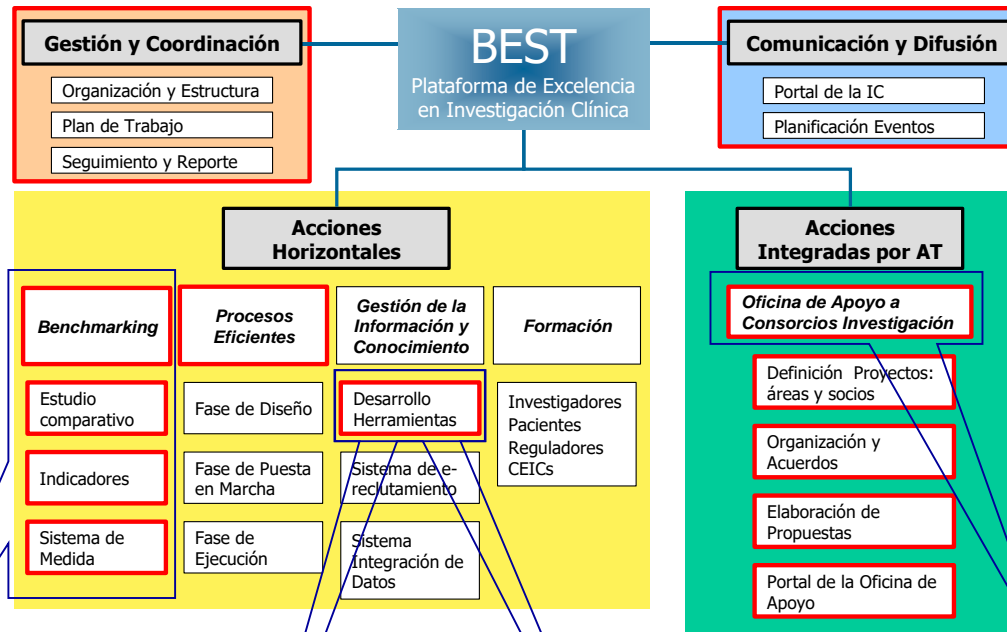 Gestión y Coordinación
Organización y Estructura
Plan de Trabajo
Seguimiento y Reporte
BEST
Plataforma de Excelencia
en Investigación Clínica
Comunicación y Difusión
Portal de la IC
Planificación Eventos
Acciones
Horizontales
Benchmarking
Estudio
comparativo
Indicadores
Sistema de
Medida
Procesos
Eficientes
Fase de Diseño
Fase de Puesta
en Marcha
Fase de
Ejecución
Gestión de la
Información y
Conocimiento
Desarrollo
Herramientas
Sistema de e-
reclutamiento
Sistema
Integración de
Datos
Formación
Investigadores
Pacientes
Reguladores
CEICs
Acciones
Integradas por AT
Oficina de Apoyo a
Consorcios Investigación
Definición Proyectos:
áreas y socios
Organización y
Acuerdos
Elaboración de
Propuestas
Portal de la Oficina de
Apoyo